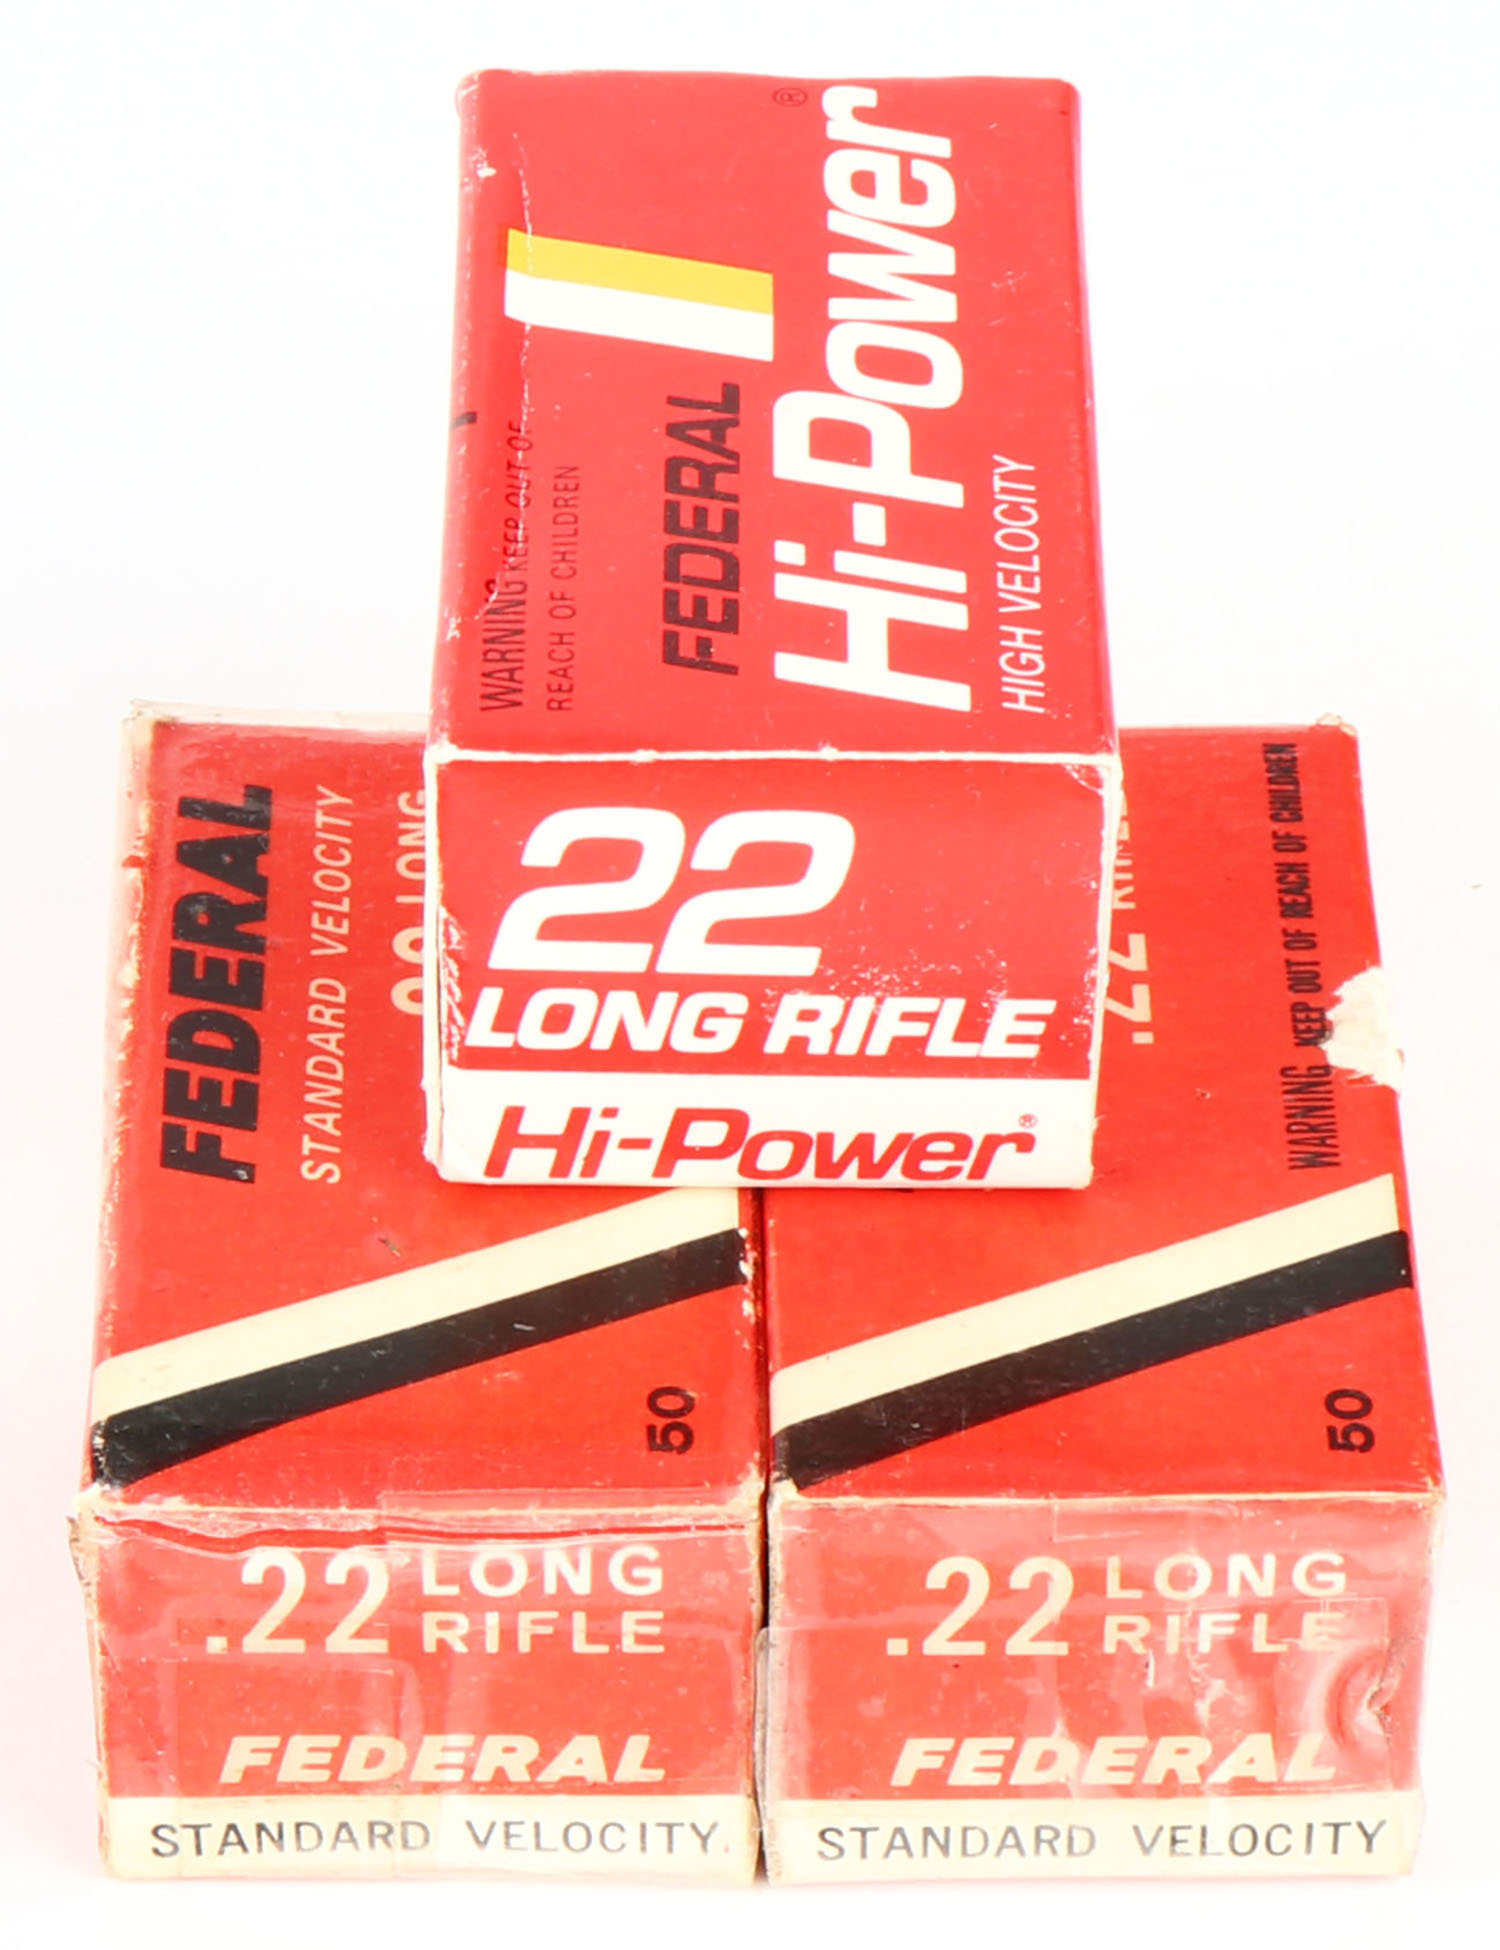 Hi-Power®
FEDERAL
HIGH VELOCITY
WARNING KEEP OUT OF
REACH OF CHILDREN
22
LONG RIFLE
Hi-Power®
FEDERAL
STANDARD VELOCITY
LONG
50
.22 LONG
RIFLE
FEDERAL
STANDARD VELOCITY.
.22
WARNING KEEP OUT OF REACH OF CHILDREN
50
.22 LONG
RIFLE
FEDERAL
STANDARD VELOCITY